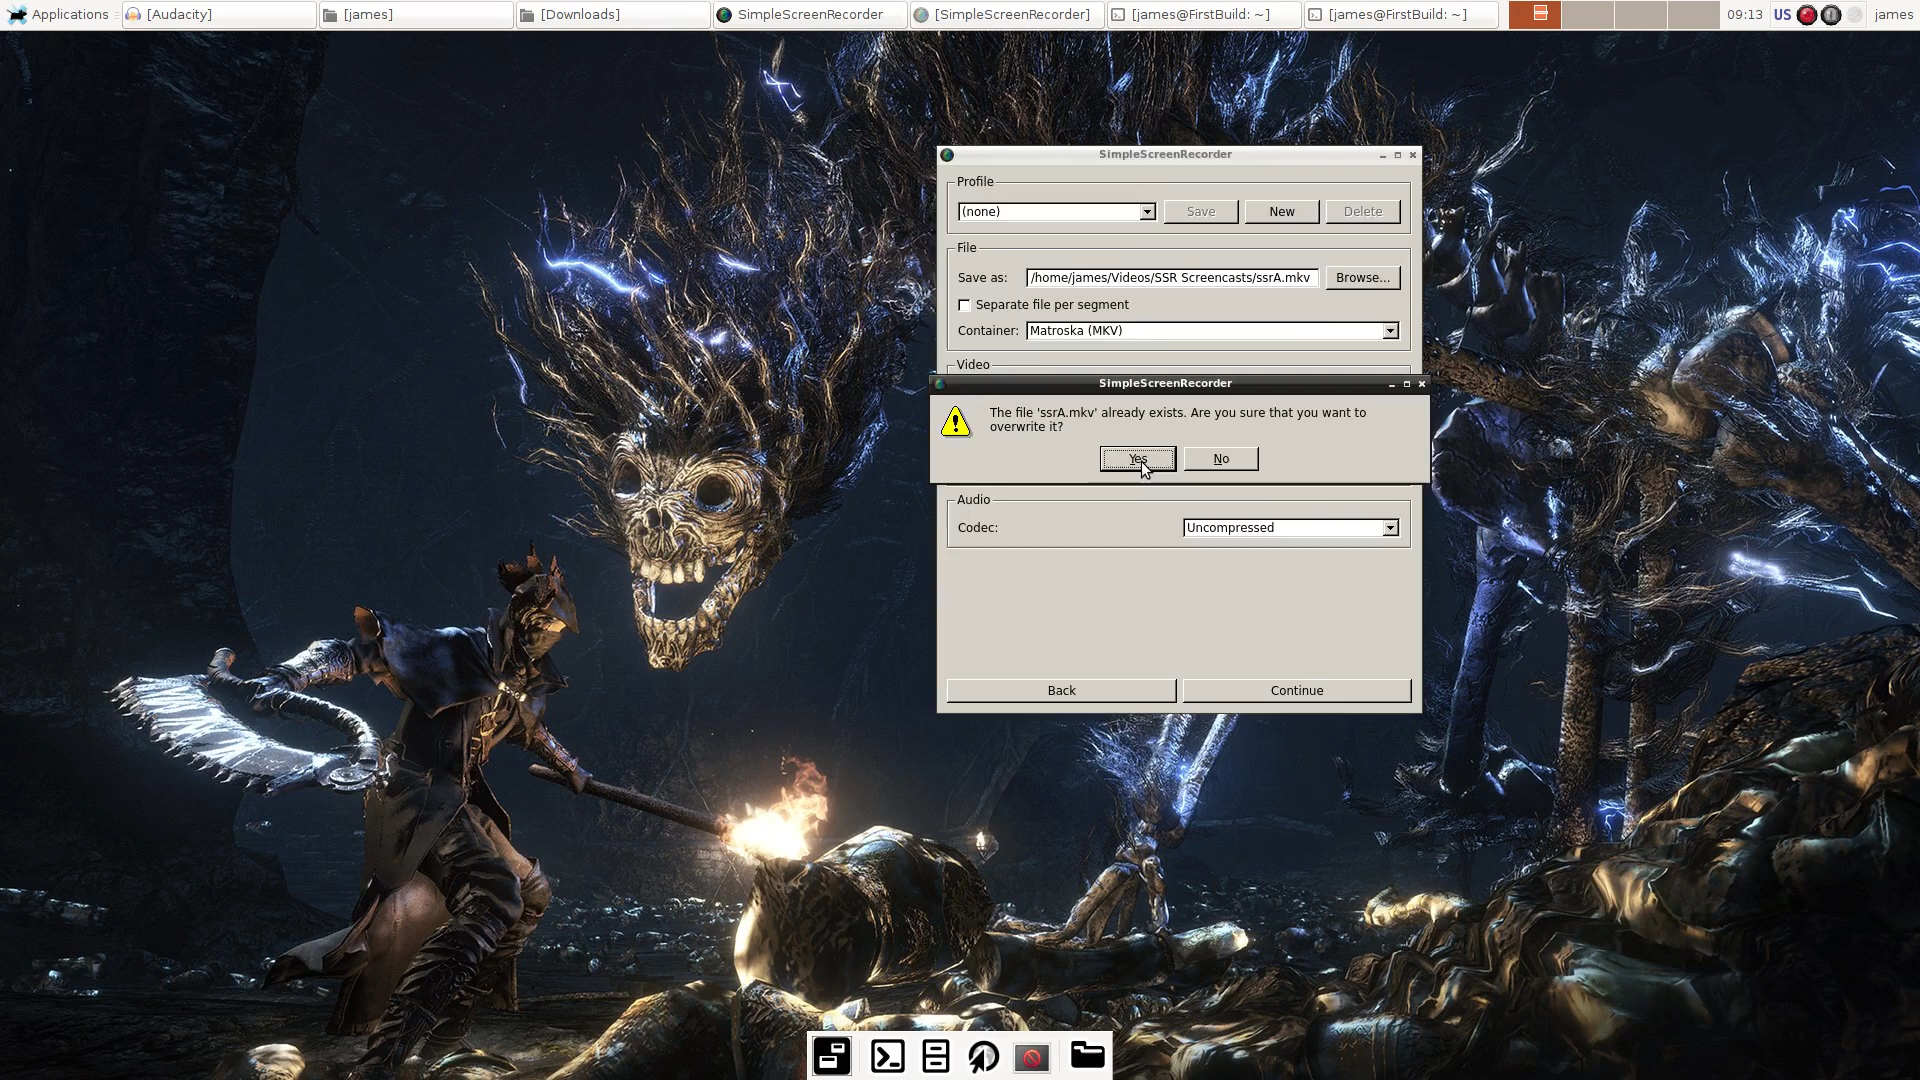 Applications
[Audacity]
[james]
[Downloads]
SimpleScreenRecorder
[SimpleScreenRecorder]
[james@FirstBuild: ~]
[james@FirstBuild: ~]
09:13
US
james
SimpleScreenRecorder
Profile
(none)
Save
New
Delete
File
Save as:
/home/james/Videos/SSR Screencasts/ssrA.mkv
Browse...
Separate file per segment
Container:
Matroska (MKV)
Video
SimpleScreenRecorder
The file 'ssrA.mkv' already exists. Are you sure that you want to
overwrite it?
Yes
No
Audio
Codec:
Uncompressed
Back
Continue